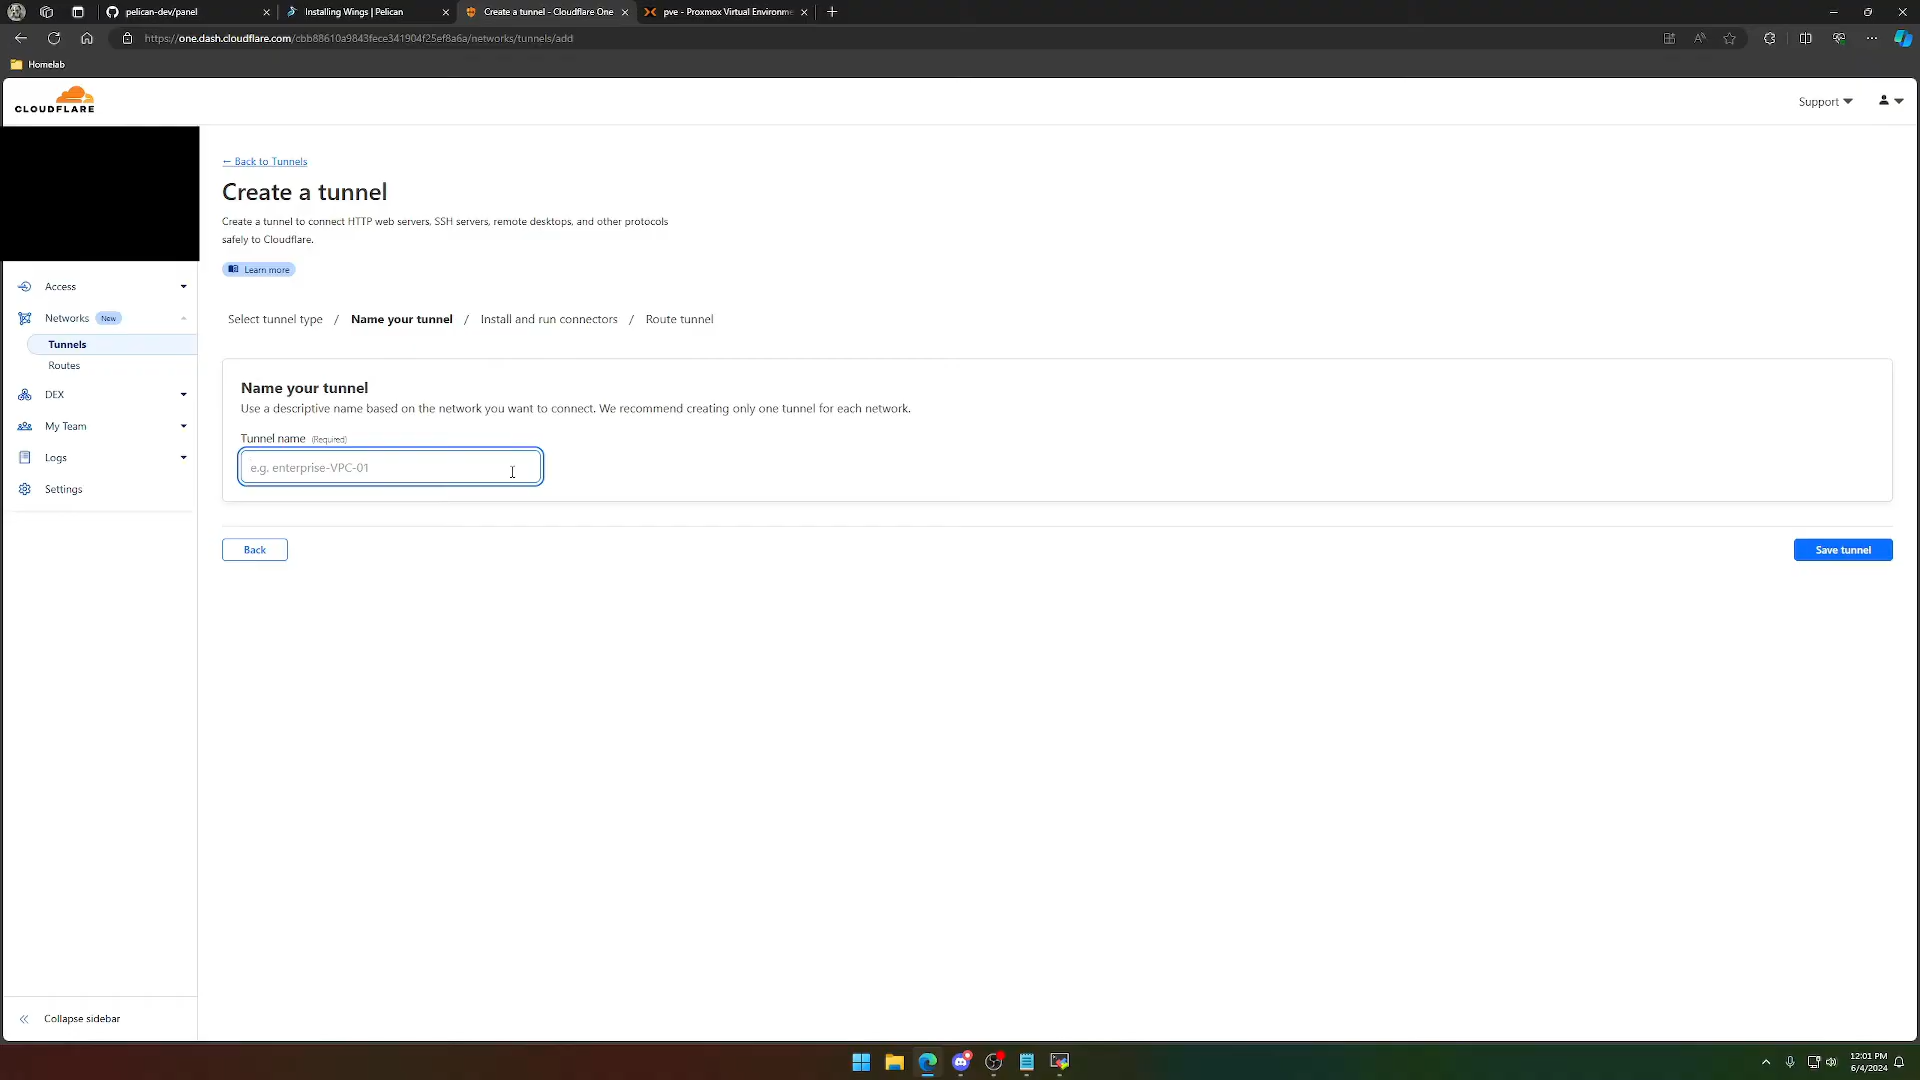 pelican-dev/panel
Installing Wings | Pelican
Create a tunnel - Cloudflare One
pve - Proxmox Virtual Environme
https://one.dash.cloudflare.com/cbb88610a9843fece341904f25ef8a6a/networks/tunnels/add
Homelab
CLOUDFLARE
Support
← Back to Tunnels
Create a tunnel
Create a tunnel to connect HTTP web servers, SSH servers, remote desktops, and other protocols
safely to Cloudflare.
Learn more
Access
Networks New
Tunnels
Routes
DEX
My Team
Logs
Settings
Select tunnel type / Name your tunnel / Install and run connectors / Route tunnel
Name your tunnel
Use a descriptive name based on the network you want to connect. We recommend creating only one tunnel for each network.
Tunnel name (Required)
e.g. enterprise-VPC-01
Back
Save tunnel
Collapse sidebar
12:01 PM
6/4/2024